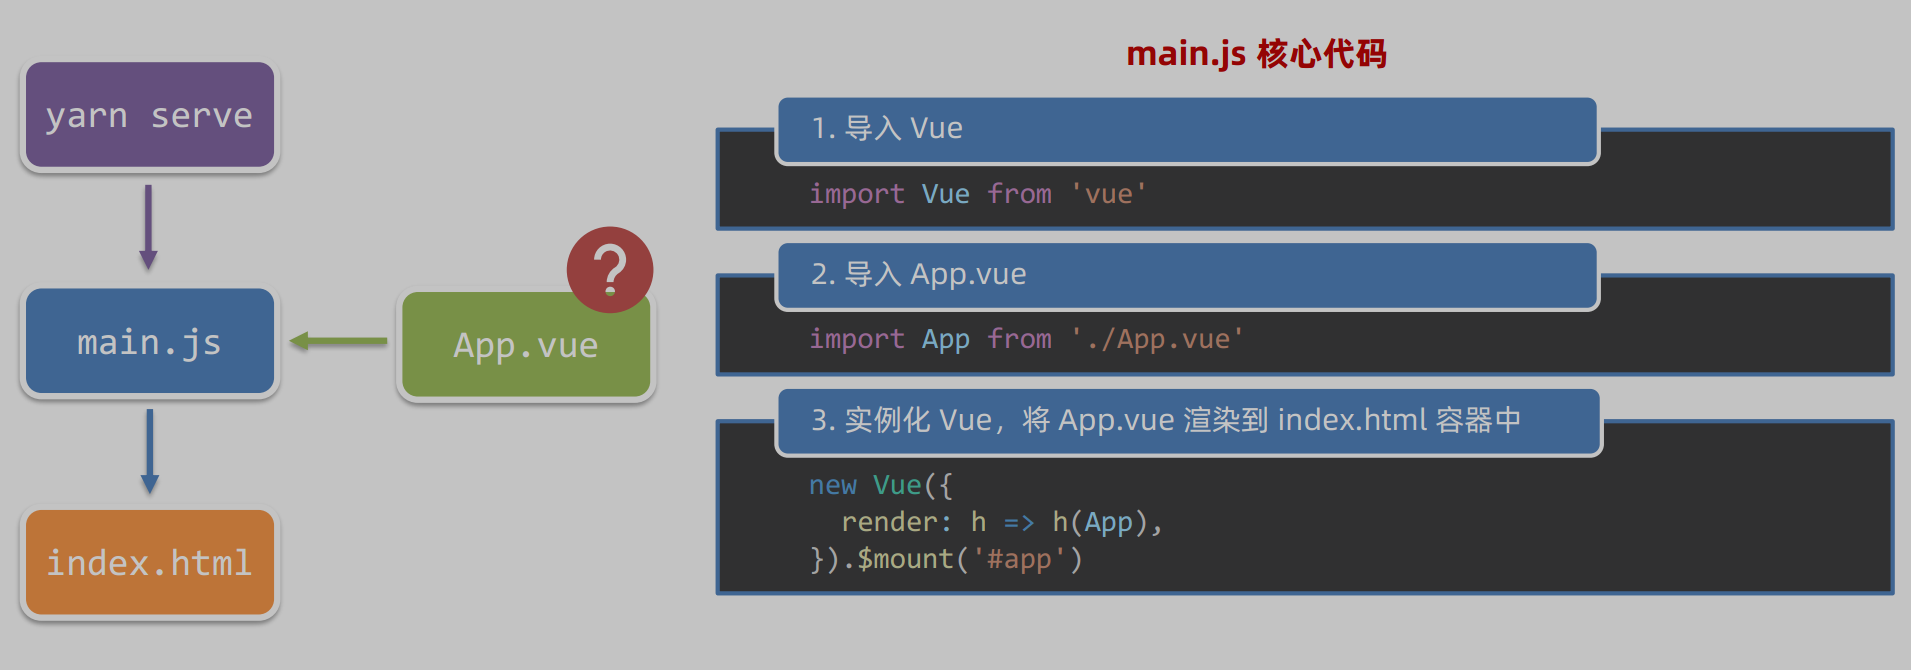 yarn serve
main.js
?
App.vue
index.html
main.js 核心代码
1. 导入 Vue
import Vue from 'vue'
2. 导入 App.vue
import App from './App.vue'
3. 实例化 Vue，将 App.vue 渲染到 index.html 容器中
new Vue({
  render: h => h(App),
}).$mount('#app')